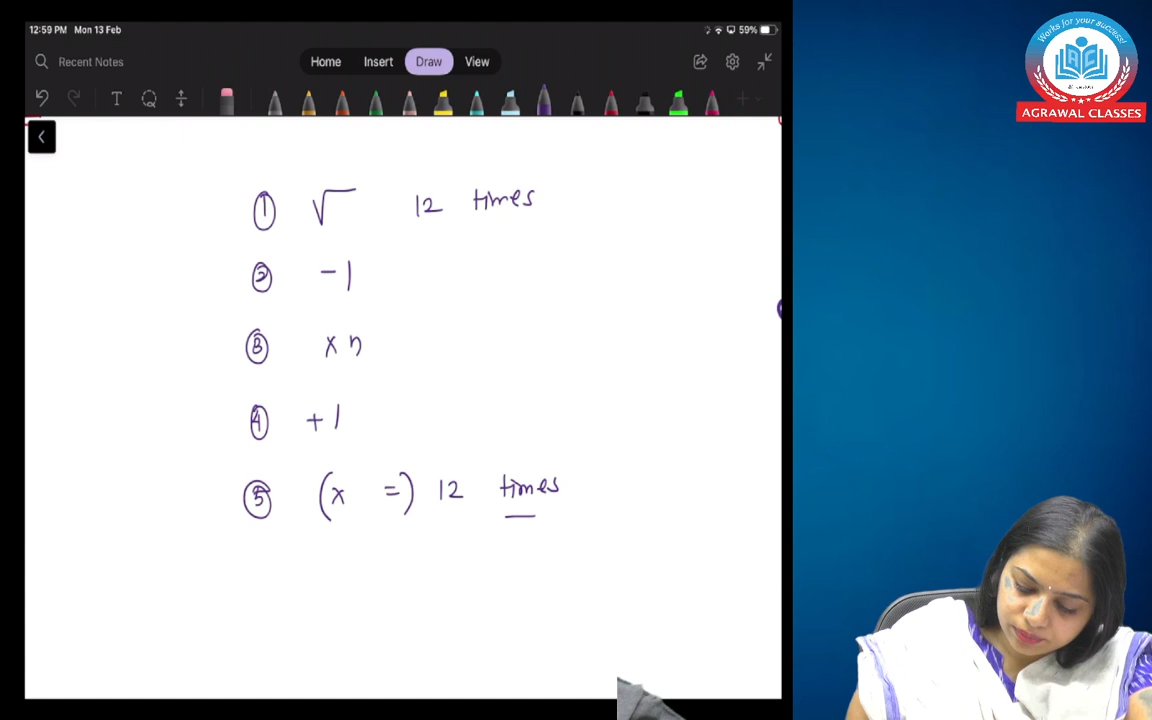 12:59 PM Mon 13 Feb
59%
Recent Notes
Home Insert Draw View
T
① √ 12 times
② - 1
③ x n
④ + 1
⑤ (x =) 12 times
Works for your success!
AC
AGRAWAL CLASSES